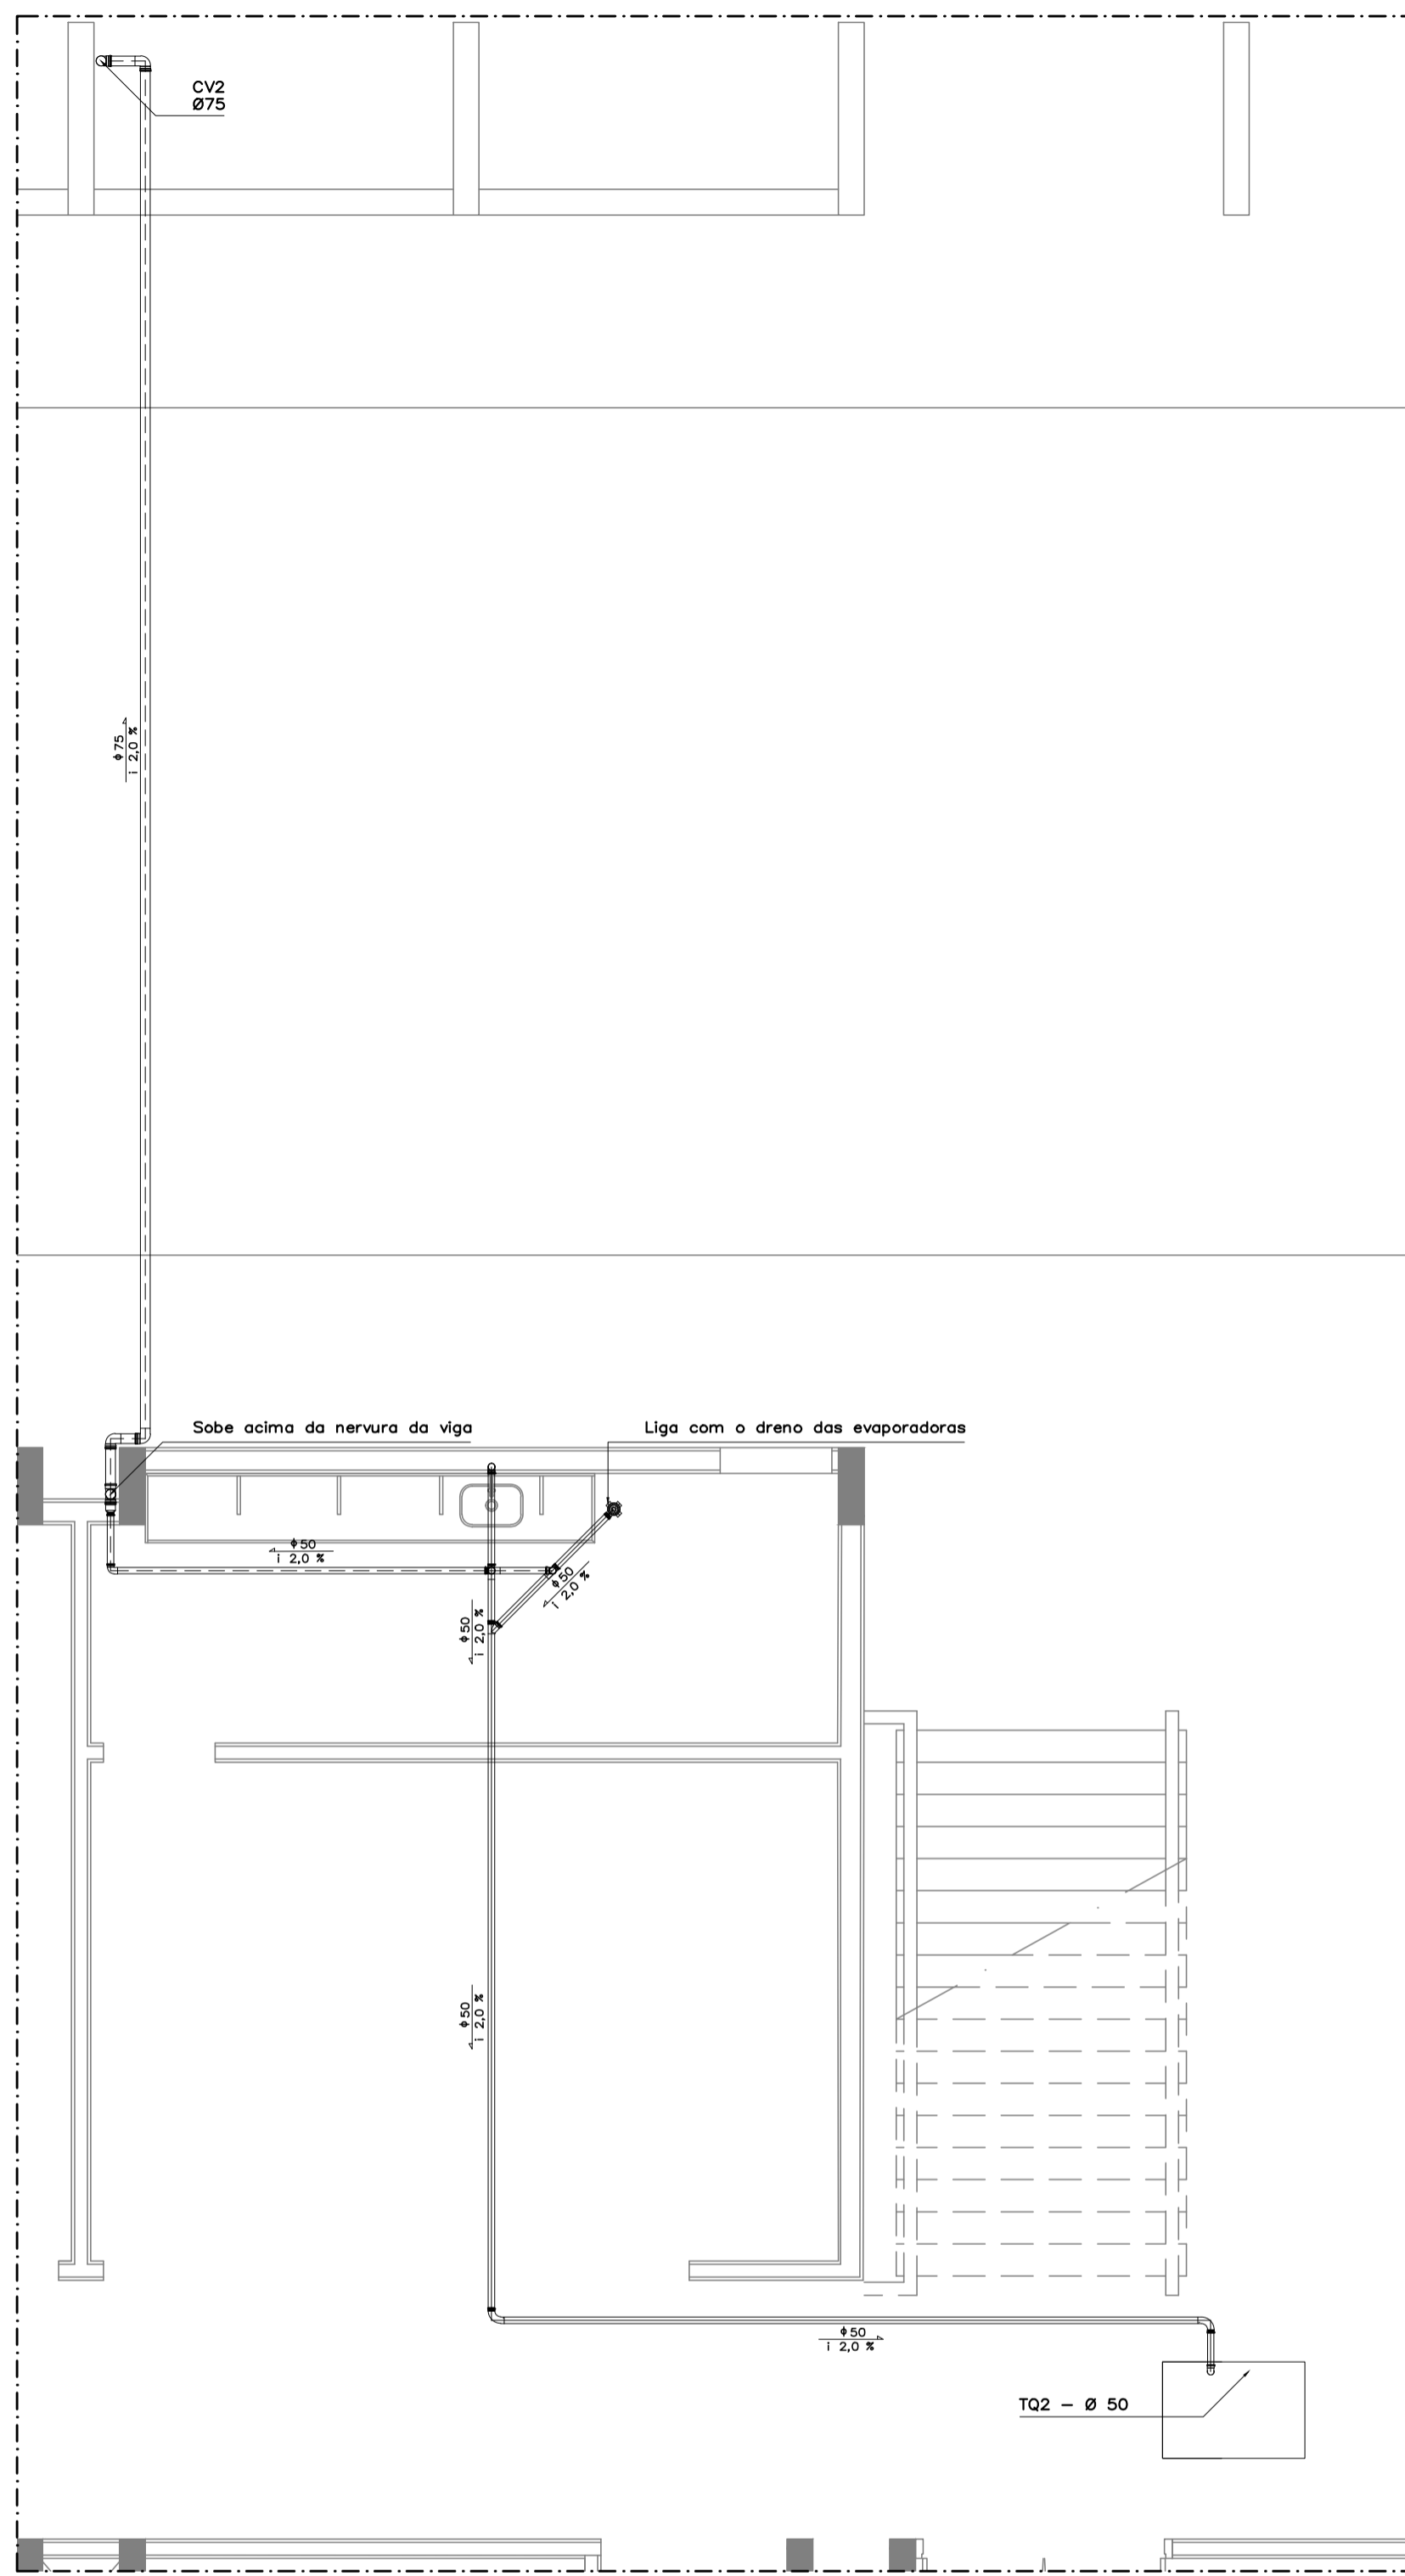 CV2
Ø75
ϕ75
i 2,0 %
Sobe acima da nervura da viga
Liga com o dreno das evaporadoras
ϕ50
i 2,0 %
ϕ50
i 2,0 %
ϕ50
i 2,0 %
ϕ50
i 2,0 %
ϕ50
i 2,0 %
TQ2 - Ø 50